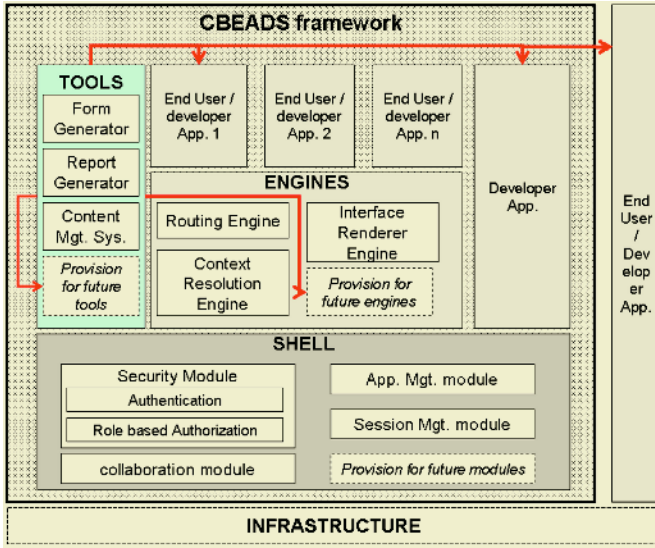 CBEADS framework
TOOLS
Form
Generator
Report
Generator
Content
Mgt. Sys.
Provision
for future
tools
End User /
developer
App. 1
End User /
developer
App. 2
End User /
developer
App. n
ENGINES
Routing Engine
Context
Resolution
Engine
Interface
Renderer
Engine
Provision for
future engines
Developer
App.
End
User
/
Dev
elop
er
App.
SHELL
Security Module
Authentication
Role based Authorization
collaboration module
App. Mgt. module
Session Mgt. module
Provision for future modules
INFRASTRUCTURE